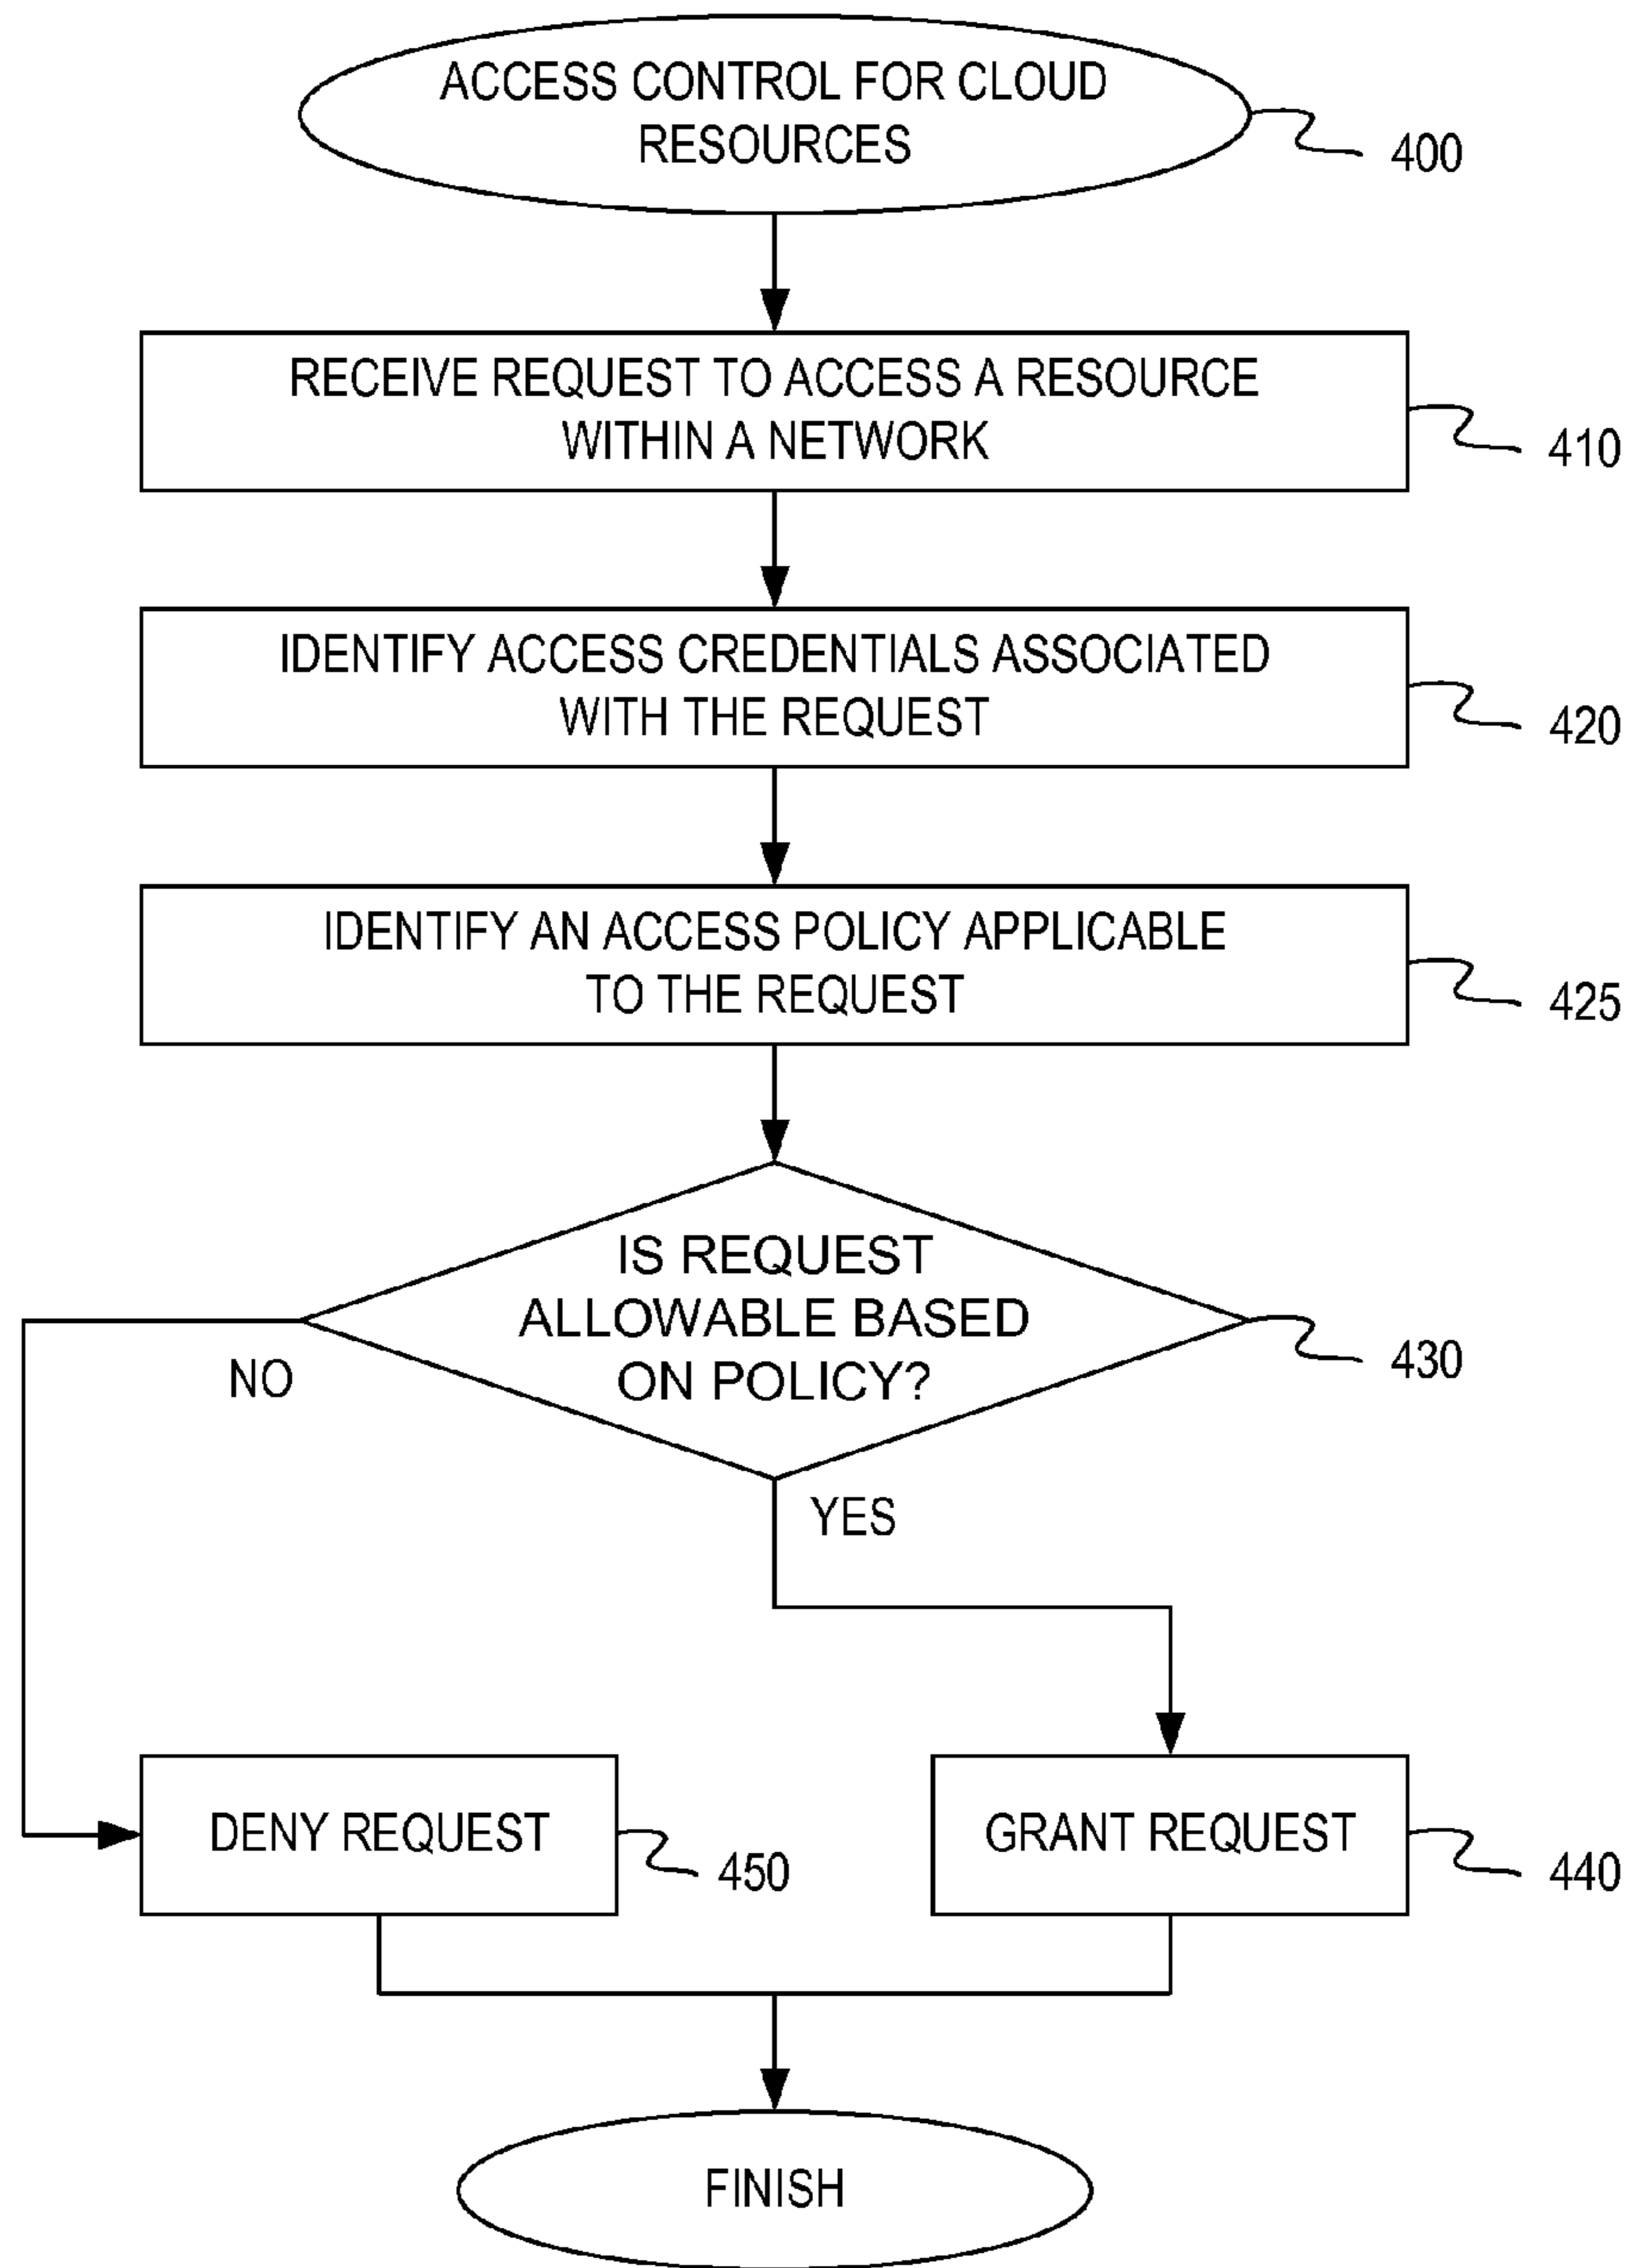 ACCESS CONTROL FOR CLOUD
RESOURCES
400
RECEIVE REQUEST TO ACCESS A RESOURCE
WITHIN A NETWORK
410
IDENTIFY ACCESS CREDENTIALS ASSOCIATED
WITH THE REQUEST
420
IDENTIFY AN ACCESS POLICY APPLICABLE
TO THE REQUEST
425
IS REQUEST
ALLOWABLE BASED
ON POLICY?
430
NO
YES
DENY REQUEST
450
GRANT REQUEST
440
FINISH